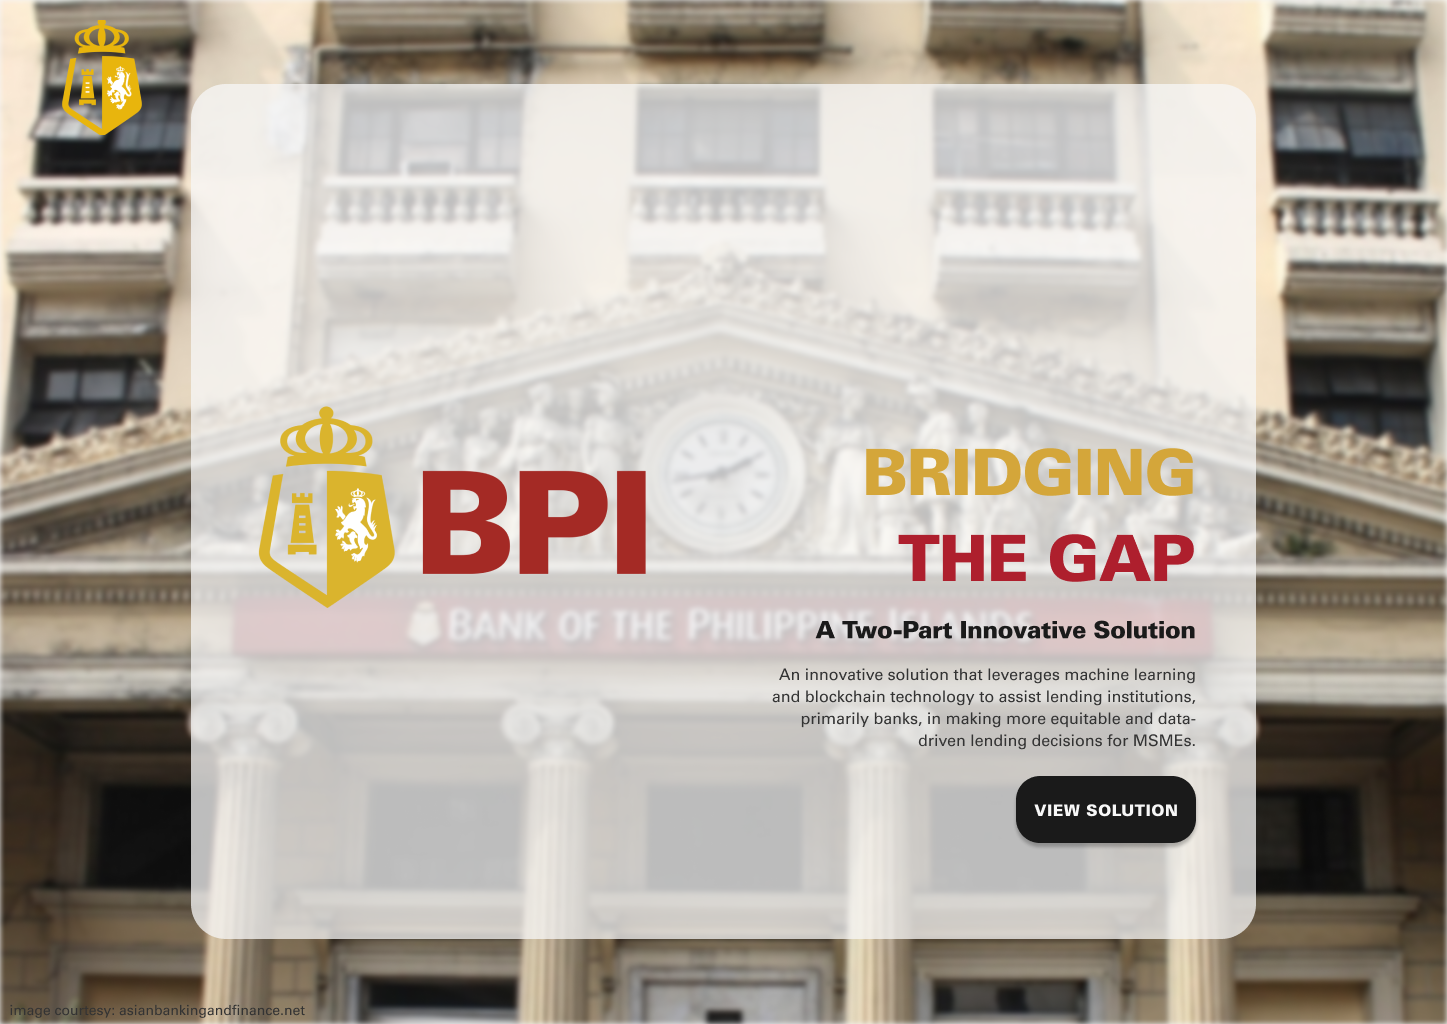 BPI
BRIDGING
THE GAP
BANK OF THE PHILIPPINE ISLANDS
A Two-Part Innovative Solution
An innovative solution that leverages machine learning
and blockchain technology to assist lending institutions,
primarily banks, in making more equitable and data-
driven lending decisions for MSMEs.
VIEW SOLUTION
image courtesy: asianbankingandfinance.net